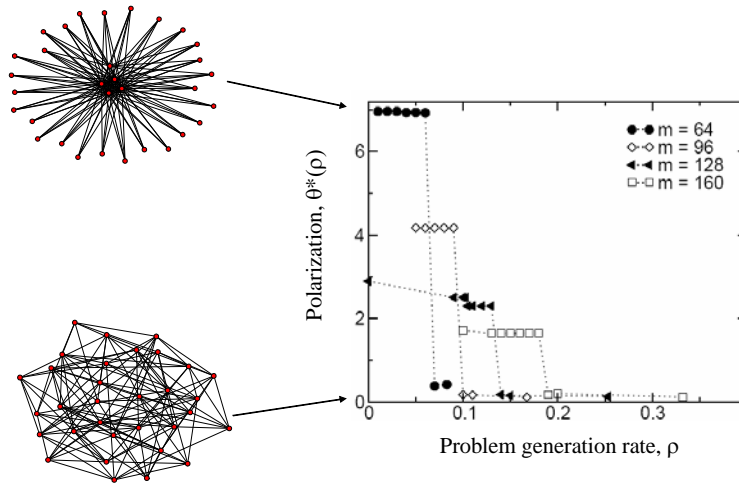 m = 64
m = 96
m = 128
m = 160
Polarization, θ*(ρ)
6
4
2
0
0
0.1
0.2
0.3
Problem generation rate, ρ